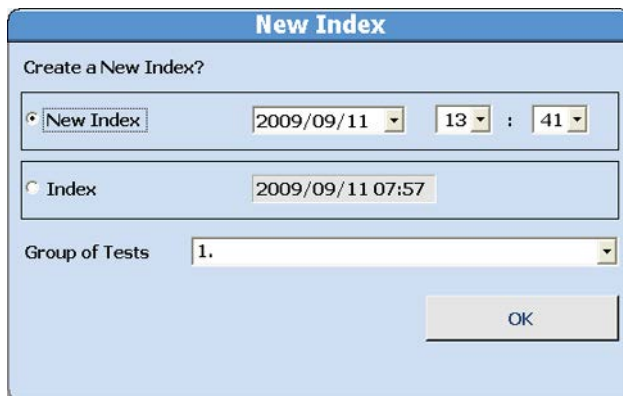 New Index
Create a New Index?
New Index 2009/09/11 13 : 41
Index 2009/09/11 07:57
Group of Tests 1.
OK